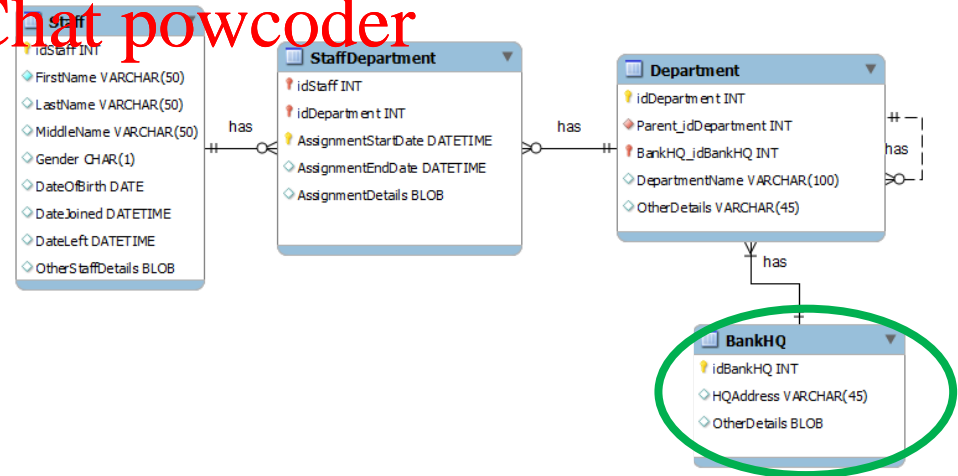 Chat powcoder
Staff
idStaff INT
FirstName VARCHAR(50)
LastName VARCHAR(50)
MiddleName VARCHAR(50)
Gender CHAR(1)
DateOfBirth DATE
DateJoined DATETIME
DateLeft DATETIME
OtherStaffDetails BLOB
has
StaffDepartment
idStaff INT
idDepartment INT
AssignmentStartDate DATETIME
AssignmentEndDate DATETIME
AssignmentDetails BLOB
has
Department
idDepartment INT
Parent_idDepartment INT
BankHQ_idBankHQ INT
DepartmentName VARCHAR(100)
OtherDetails VARCHAR(45)
has
has
BankHQ
idBankHQ INT
HQAddress VARCHAR(45)
OtherDetails BLOB